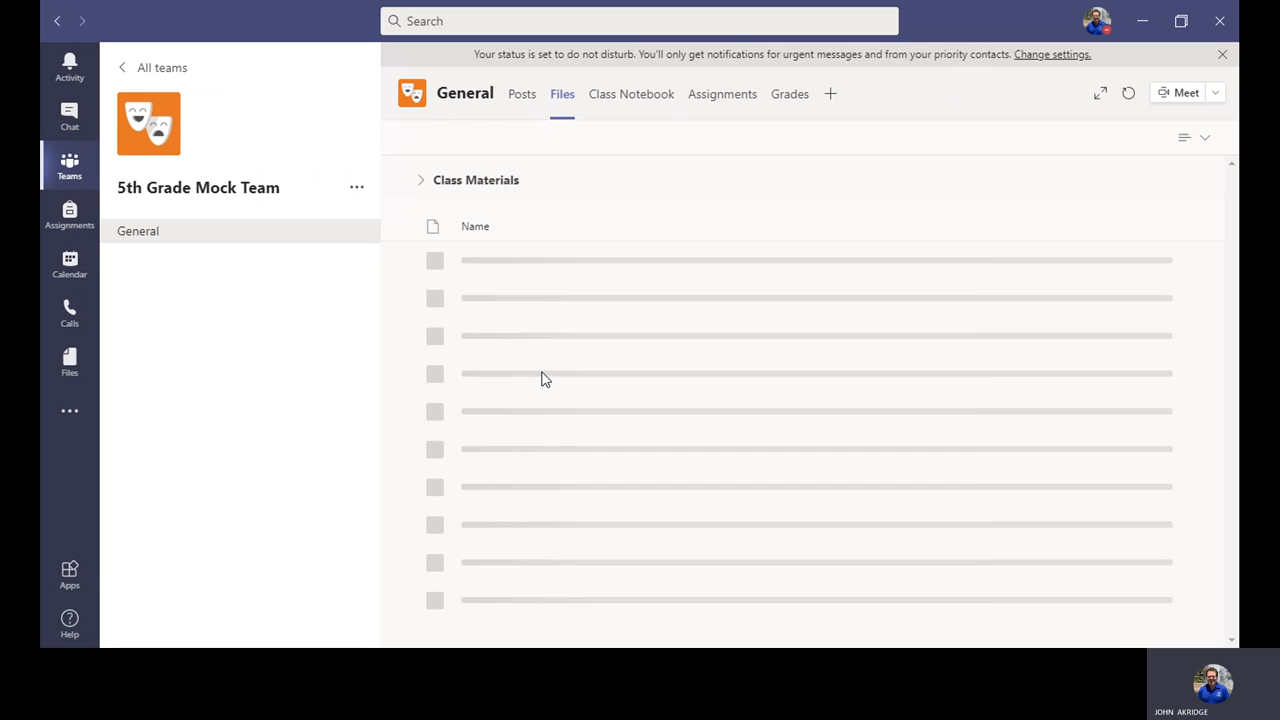 Search
Your status is set to do not disturb. You'll only get notifications for urgent messages and from your priority contacts. Change settings.
Activity
Chat
Teams
Assignments
Calendar
Calls
Files
Apps
Help
All teams
5th Grade Mock Team
General
General
Posts
Files
Class Notebook
Assignments
Grades
Meet
Class Materials
Name
JOHN AKRIDGE